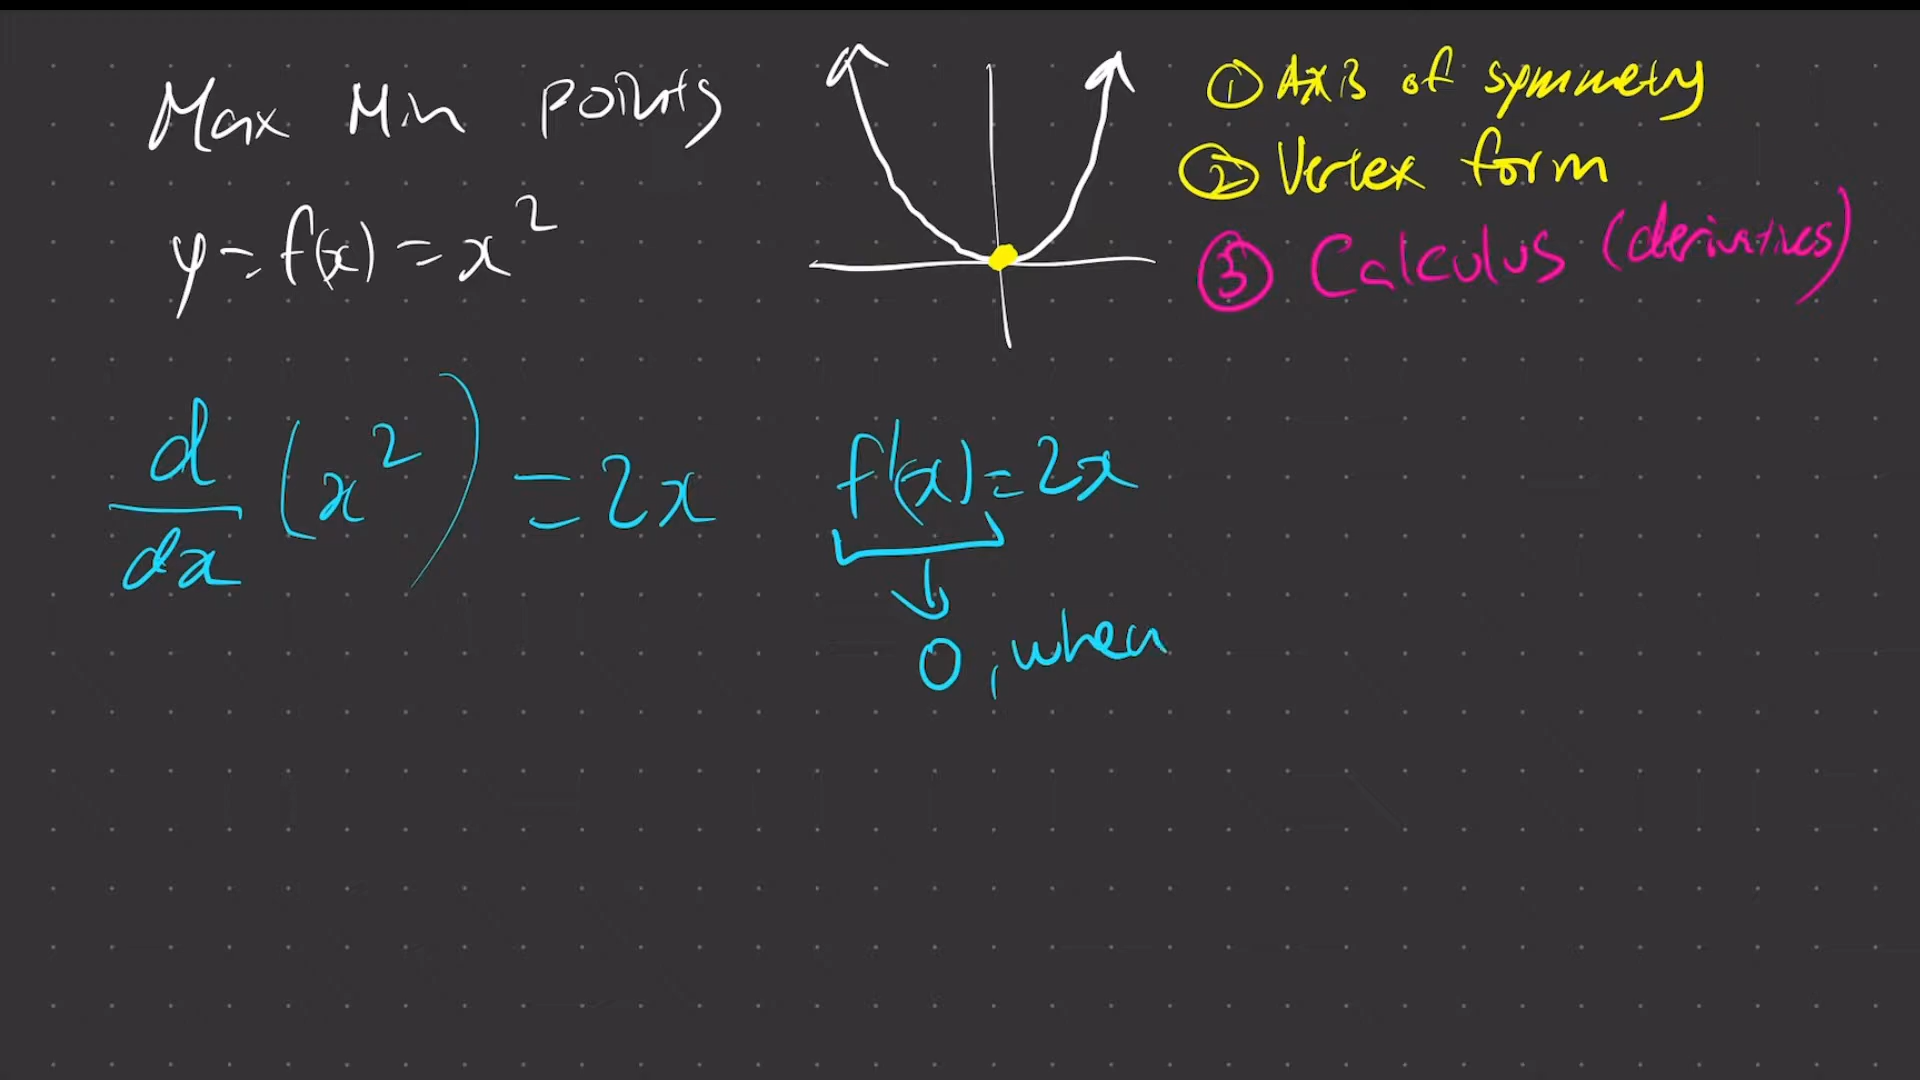 Max Min points
y = f(x) = x²
① Axis of symmetry
② Vertex form
③ Calculus (derivatives)
d/dx (x²) = 2x
f'(x) = 2x
0, when